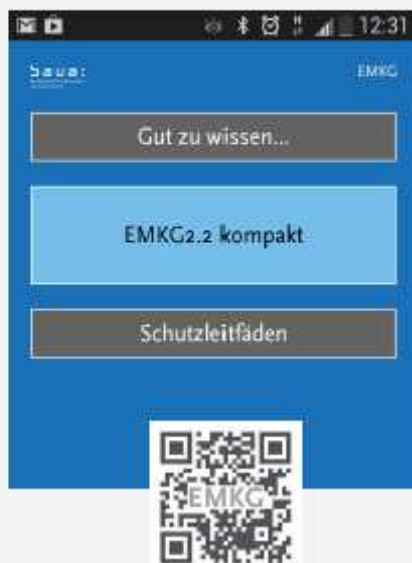 12:31
baua:
EMKG
Gut zu wissen...
EMKG2.2 kompakt
Schutzleitfäden
EMKG